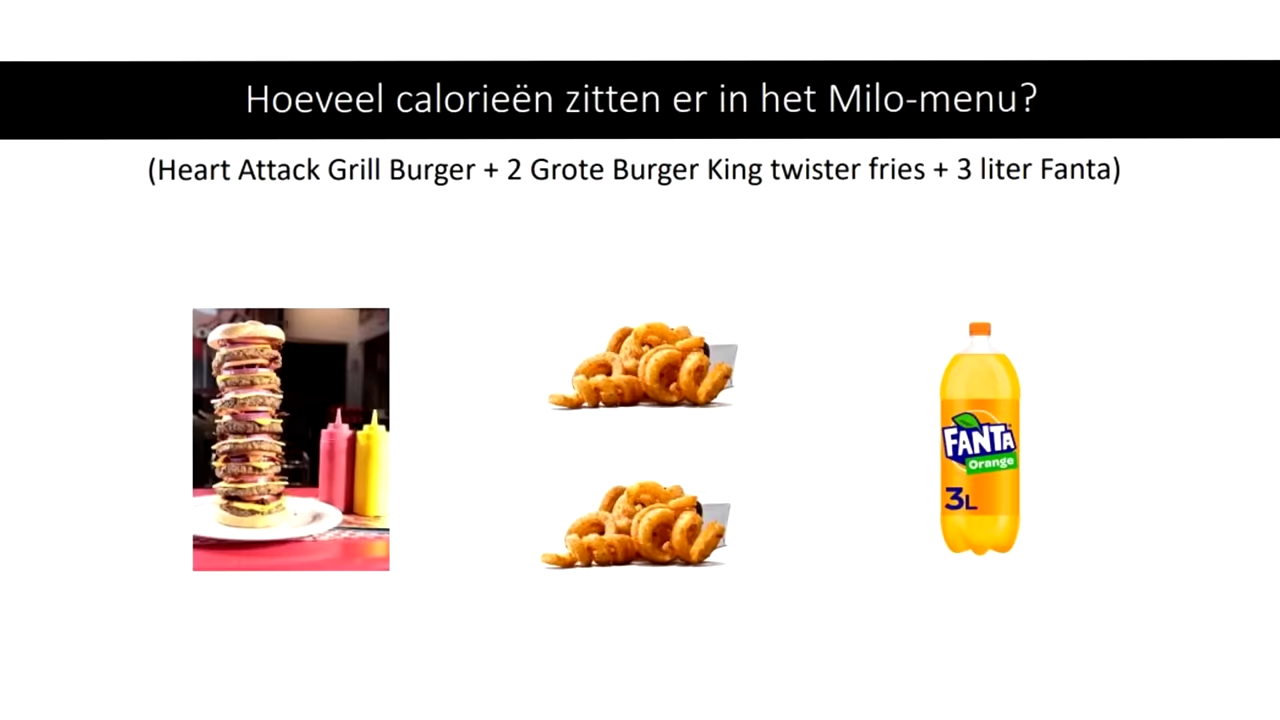 Hoeveel calorieën zitten er in het Milo-menu?
(Heart Attack Grill Burger + 2 Grote Burger King twister fries + 3 liter Fanta)
FANTA
Orange
3L